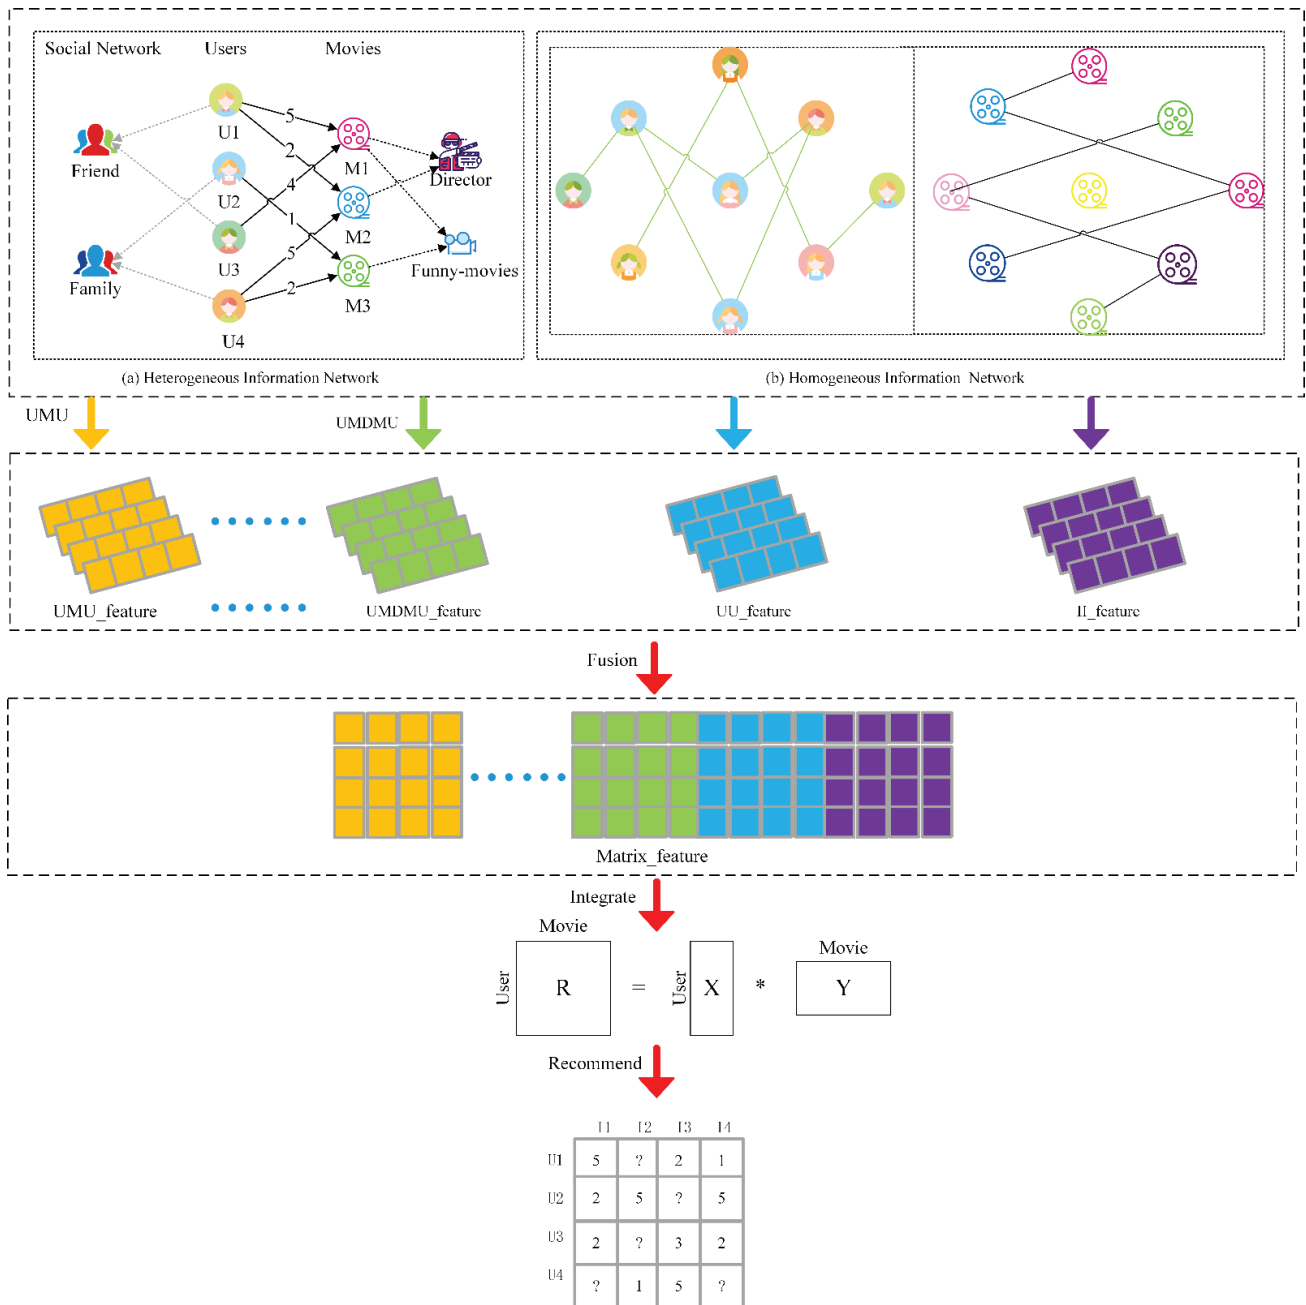 Social Network Users Movies
5
U1
2
M1
Friend
Director
U2
4
1
M2
U3
5
Funny-movies
Family
2
M3
U4
(a) Heterogeneous Information Network
(b) Homogeneous Information Network
UMU
UMDMU
UMU_feature
UMDMU_feature
UU_feature
II_feature
Fusion
Matrix_feature
Integrate
Movie
Movie
User
R
=
User
X
*
Y
Recommend
I1 I2 I3 I4
U1 5 ? 2 1
U2 2 5 ? 5
U3 2 ? 3 2
U4 ? 1 5 ?